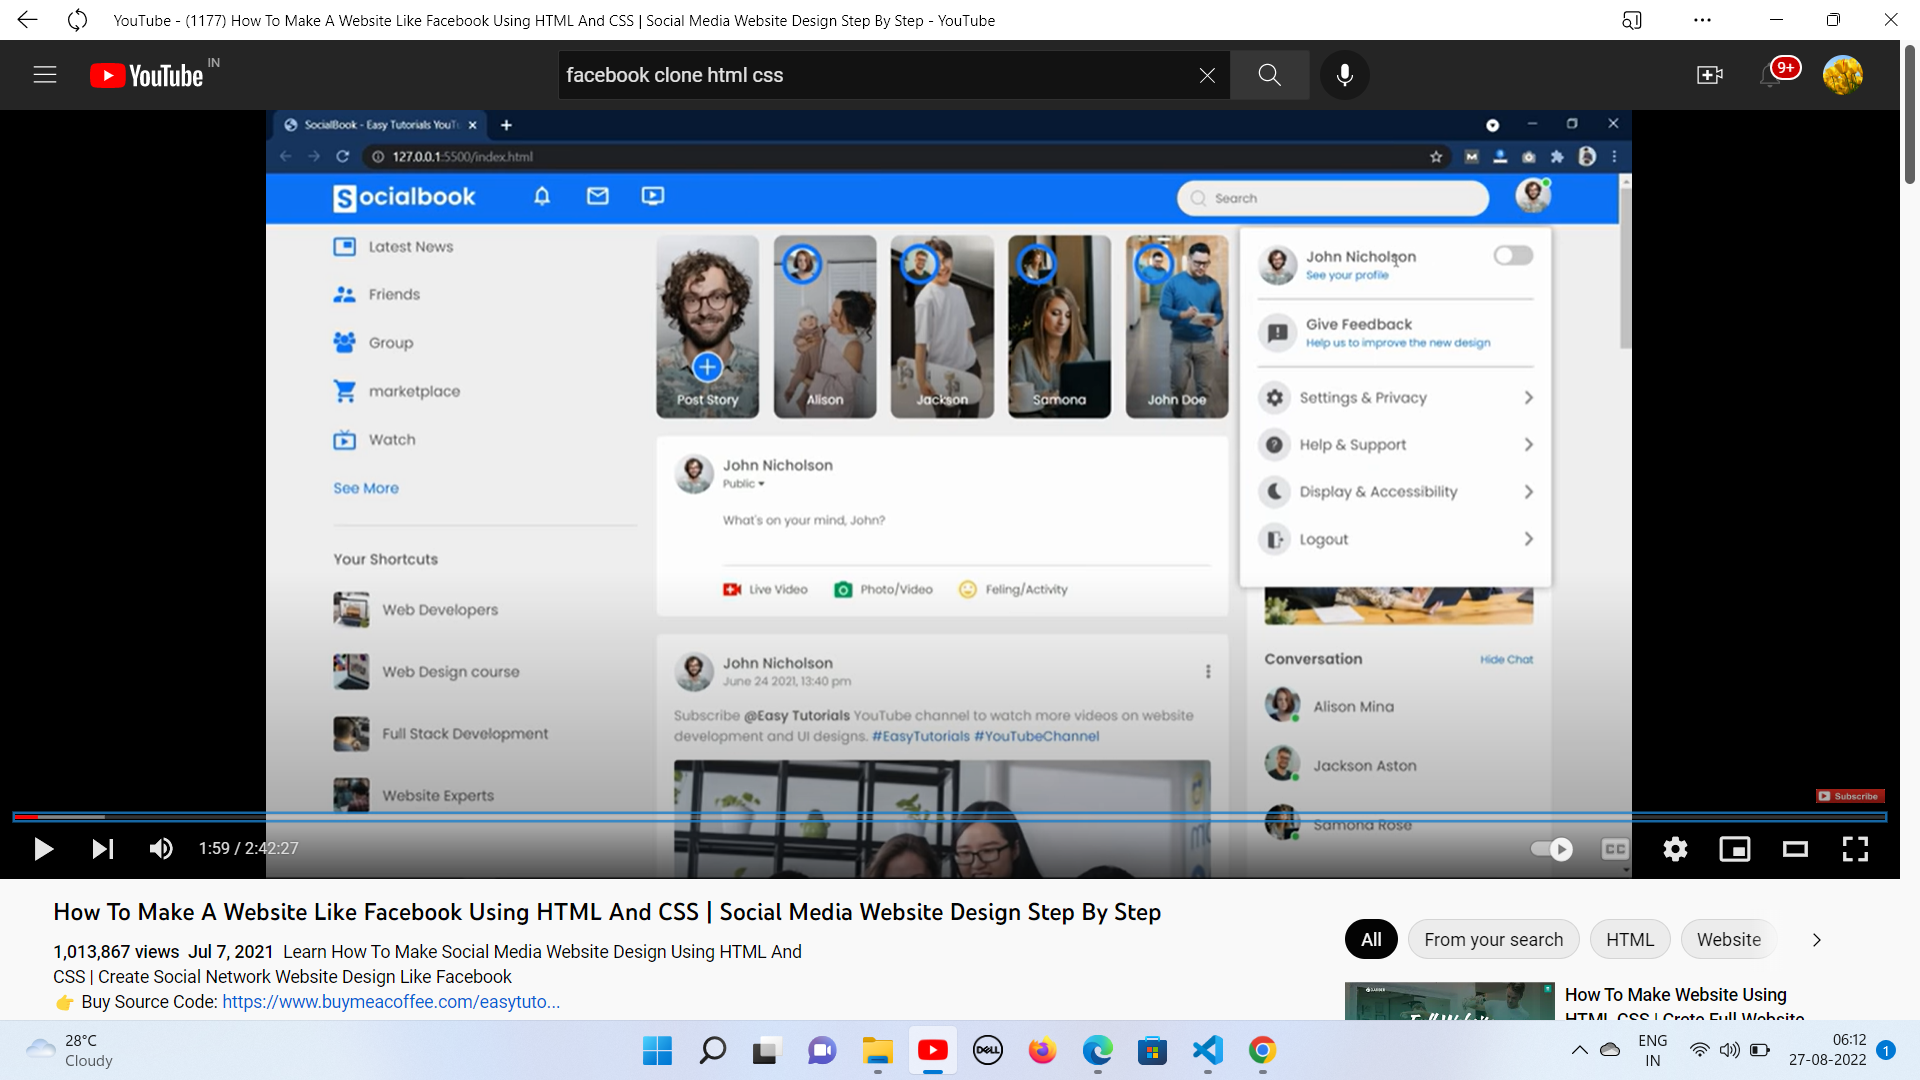 YouTube - (1177) How To Make A Website Like Facebook Using HTML And CSS | Social Media Website Design Step By Step - YouTube
YouTube IN
facebook clone html css
9+
SocialBook - Easy Tutorials YouT
127.0.0.1:5500/index.html
Socialbook
Search
Latest News
Friends
Group
marketplace
Watch
See More
Your Shortcuts
Web Developers
Web Design course
Full Stack Development
Website Experts
Post Story
Alison
Jackson
Samona
John Doe
John Nicholson
Public
What's on your mind, John?
Live Video
Photo/Video
Feling/Activity
John Nicholson
June 24 2021, 13:40 pm
Subscribe @Easy Tutorials YouTube channel to watch more videos on website
development and UI designs. #EasyTutorials #YouTubeChannel
John Nicholson
See your profile
Give Feedback
Help us to improve the new design
Settings & Privacy
Help & Support
Display & Accessibility
Logout
Conversation
Hide Chat
Alison Mina
Jackson Aston
Samona Rose
Subscribe
1:59 / 2:42:27
CC
How To Make A Website Like Facebook Using HTML And CSS | Social Media Website Design Step By Step
1,013,867 views Jul 7, 2021 Learn How To Make Social Media Website Design Using HTML And
CSS | Create Social Network Website Design Like Facebook
👉 Buy Source Code: https://www.buymeacoffee.com/easytuto...
All
From your search
HTML
Website
How To Make Website Using
HTML CSS | Crete Full Website
28°C
Cloudy
DELL
ENG
IN
06:12
27-08-2022
1